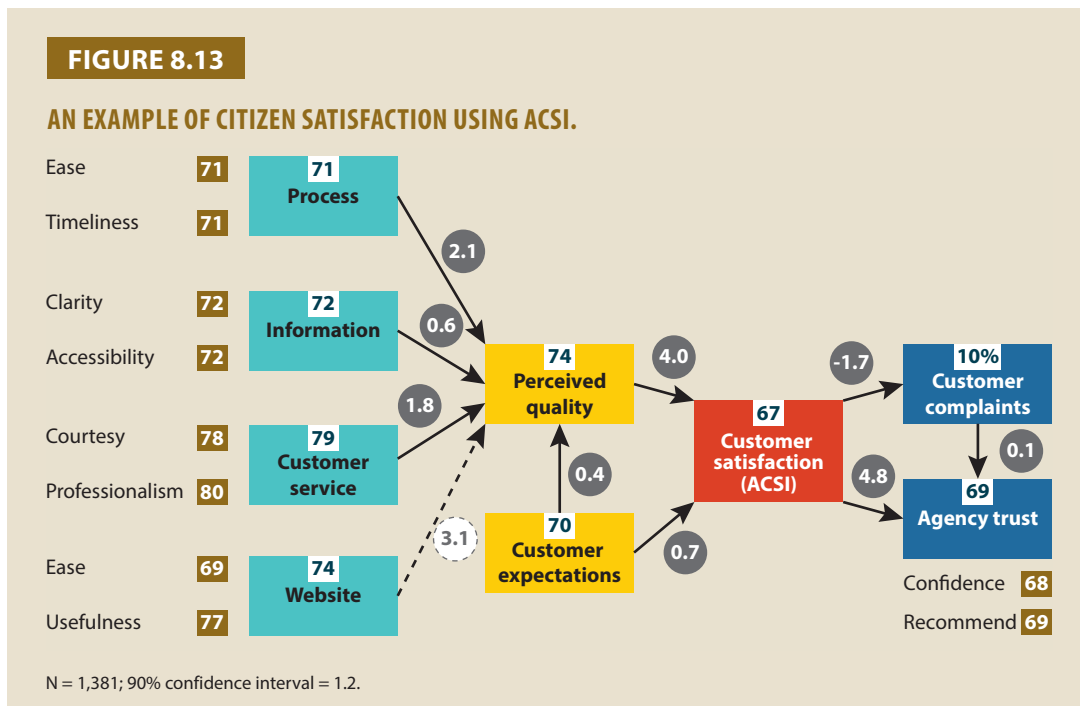 FIGURE 8.13
AN EXAMPLE OF CITIZEN SATISFACTION USING ACSI.
Ease 71
Timeliness 71
71
Process
2.1
Clarity 72
Accessibility 72
72
Information
0.6
Courtesy 78
Professionalism 80
79
Customer
service
1.8
Ease 69
Usefulness 77
74
Website
3.1
74
Perceived
quality
4.0
0.4
70
Customer
expectations
0.7
67
Customer
satisfaction
(ACSI)
-1.7
4.8
10%
Customer
complaints
0.1
69
Agency trust
Confidence 68
Recommend 69
N = 1,381; 90% confidence interval = 1.2.